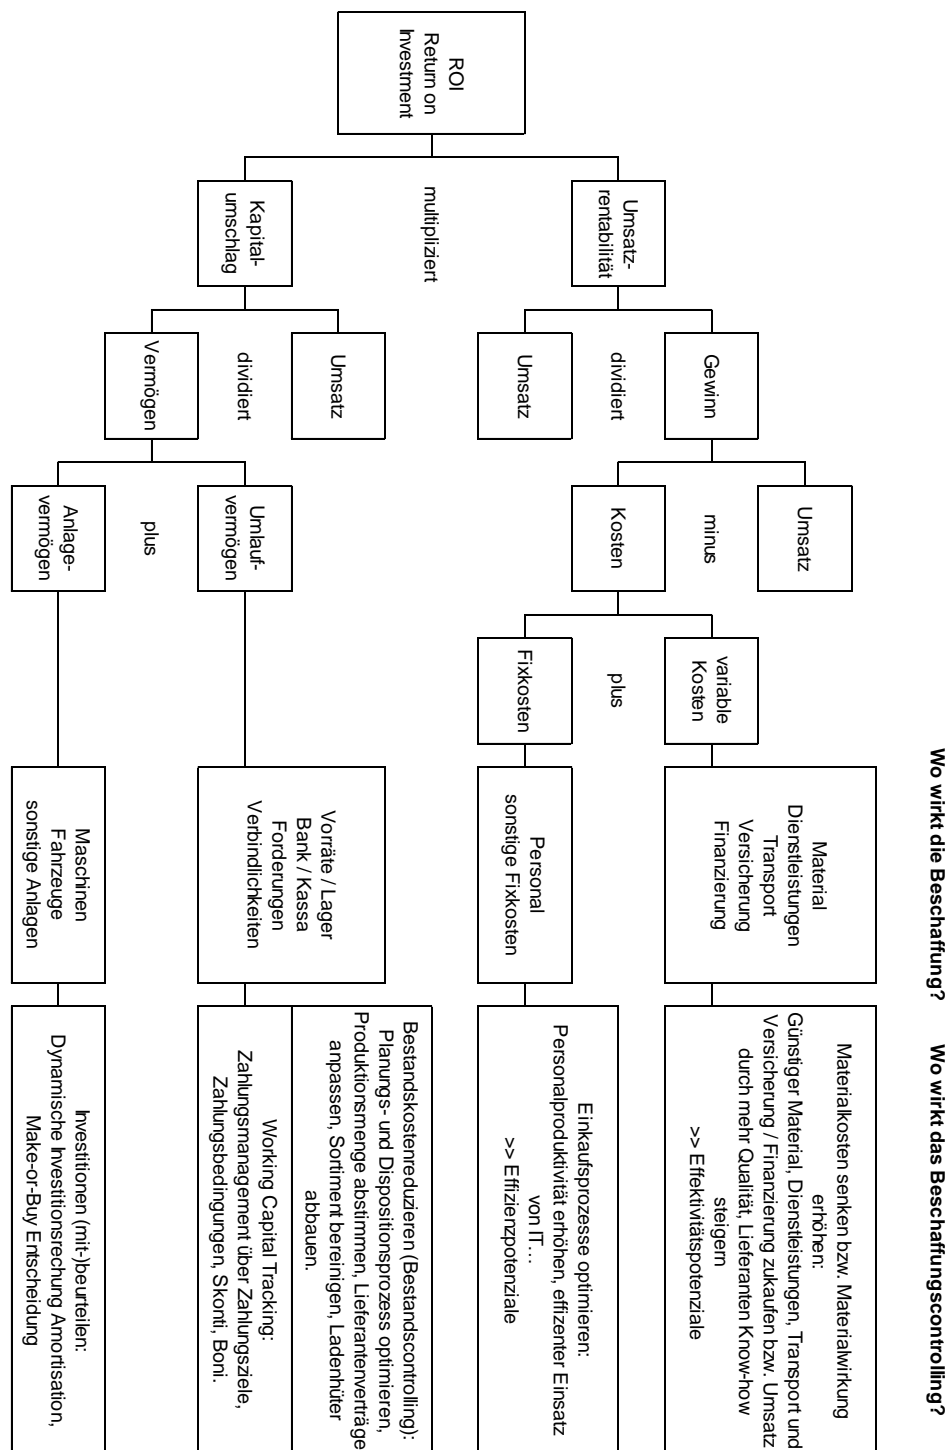 Wo wirkt die Beschaffung?
Wo wirkt das Beschaffungscontrolling?
ROI
Return on
Investment
multipliziert
Umsatz-
rentabilität
Kapital-
umschlag
Gewinn
dividiert
Umsatz
Umsatz
dividiert
Vermögen
Umsatz
minus
Kosten
Umlauf-
vermögen
plus
Anlage-
vermögen
variable
Kosten
plus
Fixkosten
Material
Dienstleistungen
Transport
Versicherung
Finanzierung
Personal
sonstige Fixkosten
Vorräte / Lager
Bank / Kassa
Forderungen
Verbindlichkeiten
Maschinen
Fahrzeuge
sonstige Anlagen
Materialkosten senken bzw. Materialwirkung
erhöhen:
Günstiger Material, Dienstleistungen, Transport und
Versicherung / Finanzierung zukaufen bzw. Umsatz
durch mehr Qualität, Lieferanten Know-how
steigern
>> Effektivitätspotenziale
Einkaufsprozesse optimieren:
Personalproduktivität erhöhen, effizenter Einsatz
von IT…
>> Effizienzpotenziale
Bestandskostenreduzieren (Bestandscontrolling):
Planungs- und Dispositionsprozess optimieren,
Produktionsmenge abstimmen, Lieferantenverträge
anpassen, Sortiment bereinigen, Ladenhüter
abbauen.
Working Capital Tracking:
Zahlungsmanagement über Zahlungsziele,
Zahlungsbedingungen, Skonti, Boni.
Investitionen (mit-)beurteilen:
Dynamische Investitionsrechung Amortisation,
Make-or-Buy Entscheidung